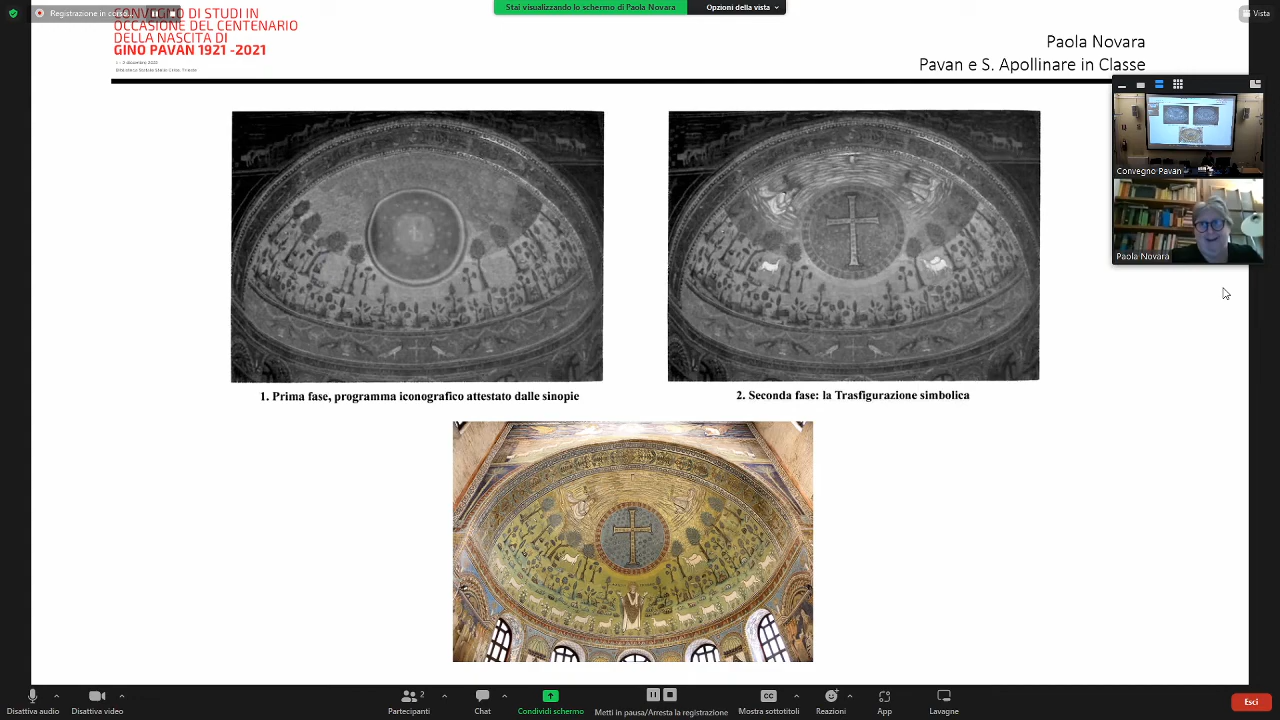 Registrazione in corso...
Stai visualizzando lo schermo di Paola Novara
Opzioni della vista
Vista
CONVEGNO DI STUDI IN
OCCASIONE DEL CENTENARIO
DELLA NASCITA DI
GINO PAVAN 1921 -2021
Paola Novara
Pavan e S. Apollinare in Classe
Convegno Pavan
Paola Novara
1. Prima fase, programma iconografico attestato dalle sinopie
2. Seconda fase: la Trasfigurazione simbolica
Disattiva audio
Disattiva video
Partecipanti
2
Chat
Condividi schermo
Metti in pausa/Arresta la registrazione
Mostra sottotitoli
Reazioni
App
Lavagne
Esci